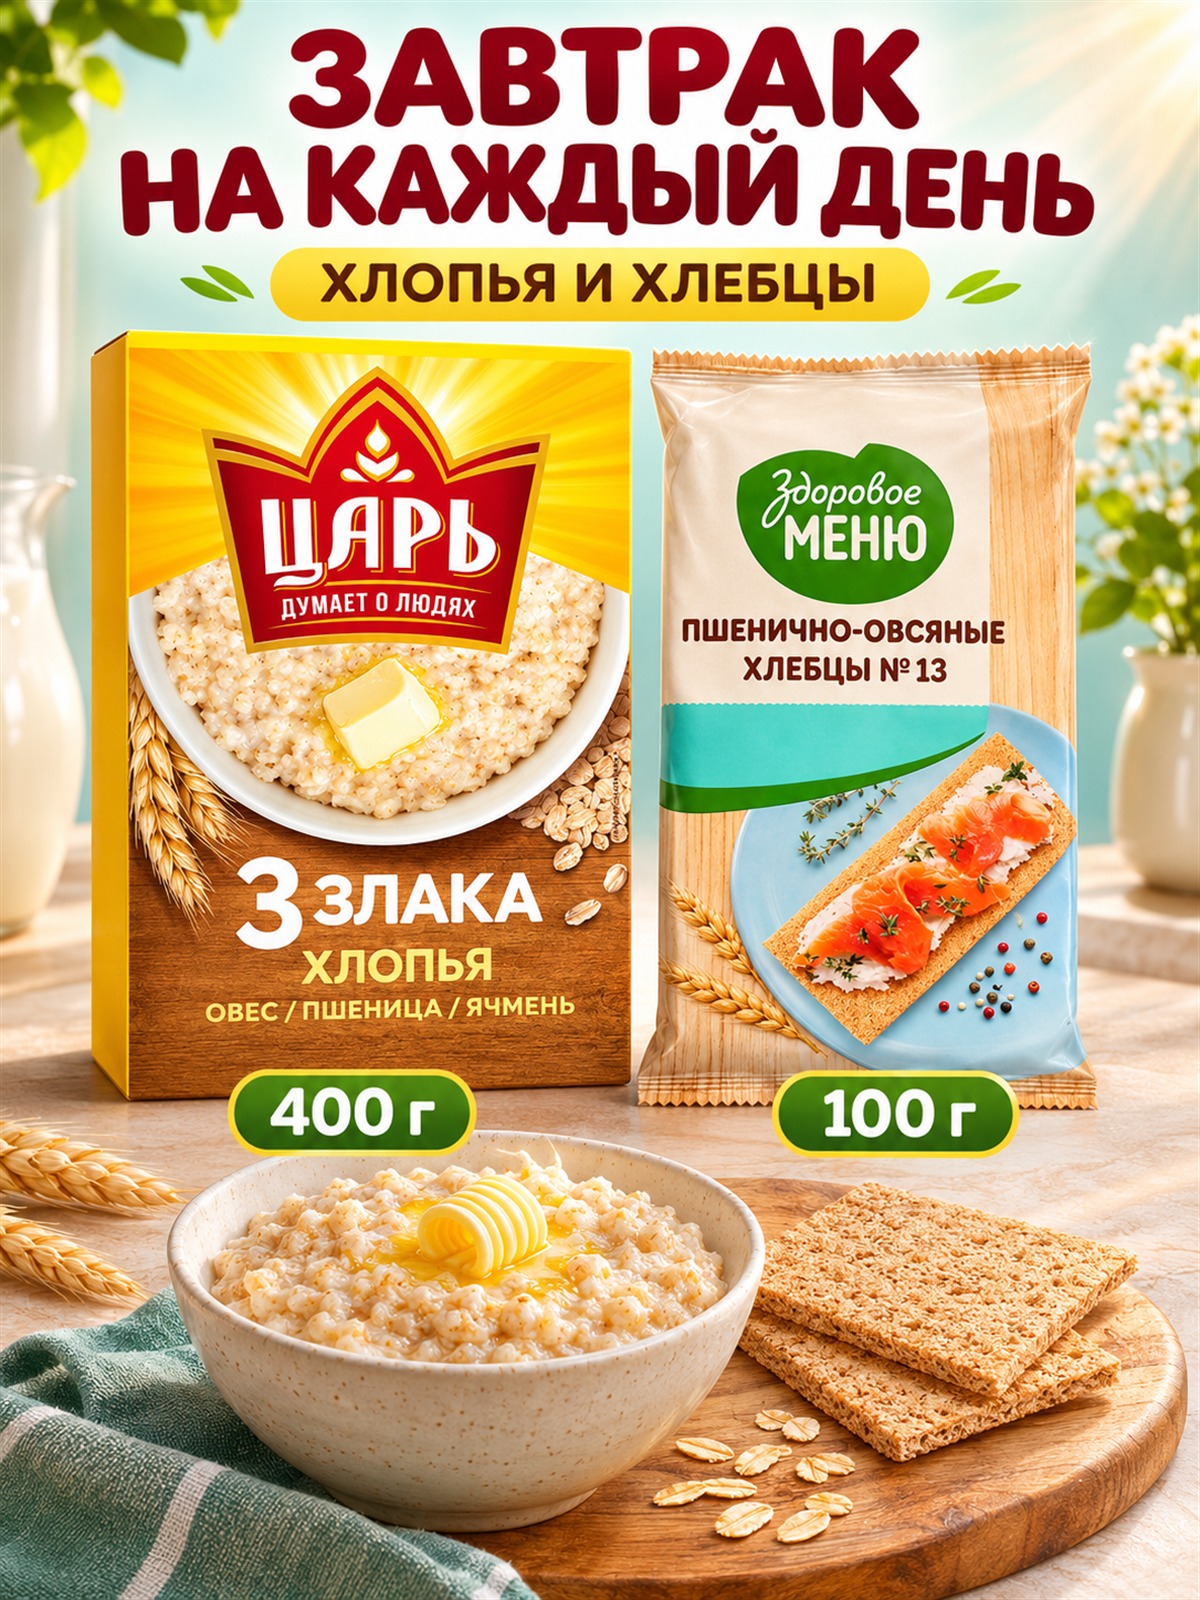 ЗАВТРАК
НА КАЖДЫЙ ДЕНЬ
ХЛОПЬЯ И ХЛЕБЦЫ
ЦАРЬ
ДУМАЕТ О ЛЮДЯХ
3 ЗЛАКА
ХЛОПЬЯ
ОВЕС / ПШЕНИЦА / ЯЧМЕНЬ
400 г
Здоровое
МЕНЮ
ПШЕНИЧНО-ОВСЯНЫЕ
ХЛЕБЦЫ № 13
100 г